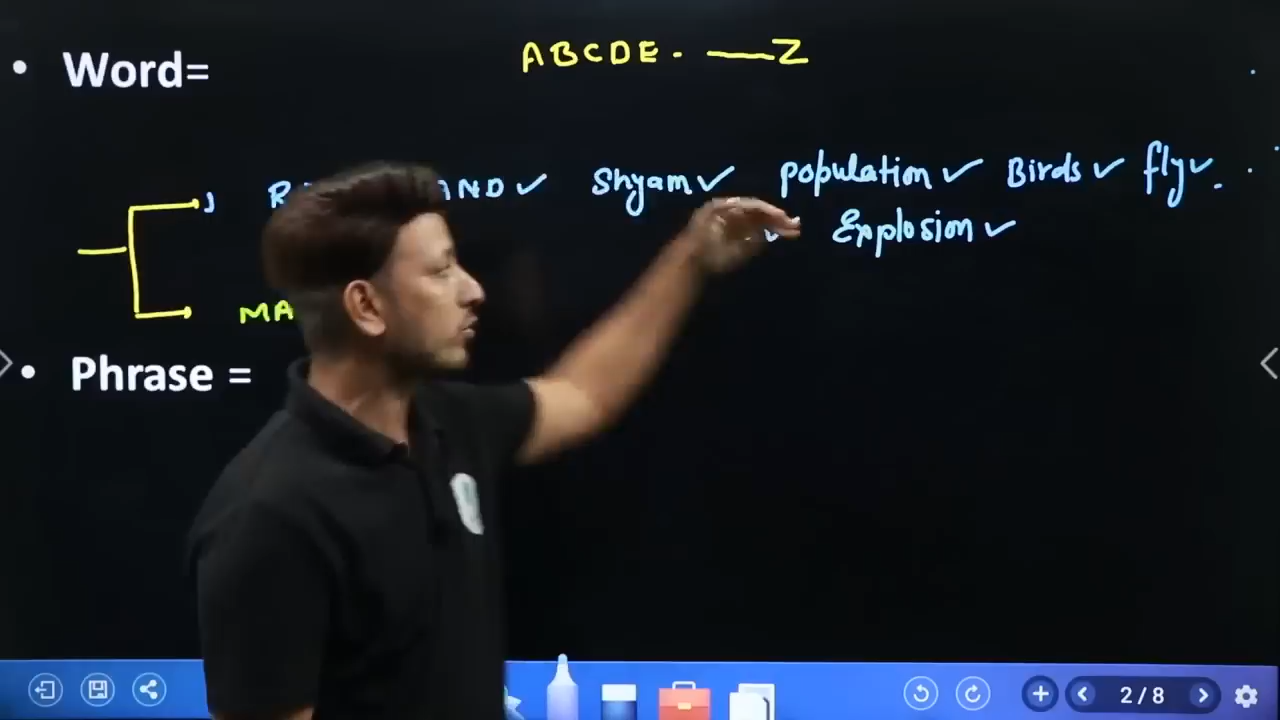 ABCDE. — Z
• Word=
AND ✓ Shyam ✓ population ✓ Birds ✓ fly ✓ .
✓ Explosion ✓
• Phrase =
2 / 8